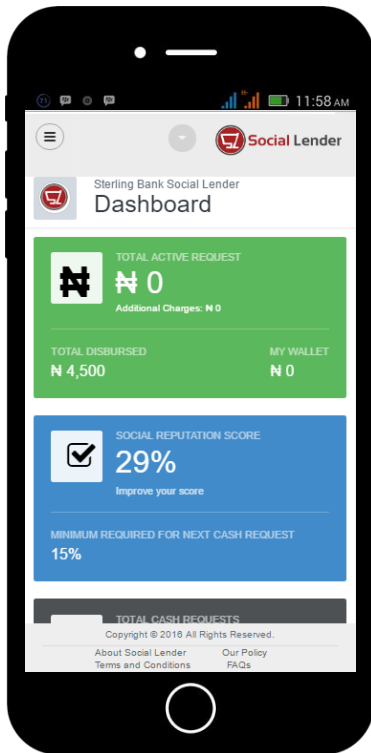 11:58 AM
Social Lender
Sterling Bank Social Lender
Dashboard
TOTAL ACTIVE REQUEST
₦ 0
Additional Charges: ₦ 0
TOTAL DISBURSED MY WALLET
₦ 4,500 ₦ 0
SOCIAL REPUTATION SCORE
29%
Improve your score
MINIMUM REQUIRED FOR NEXT CASH REQUEST
15%
TOTAL CASH REQUESTS
Copyright © 2016 All Rights Reserved.
About Social Lender Our Policy
Terms and Conditions FAQs